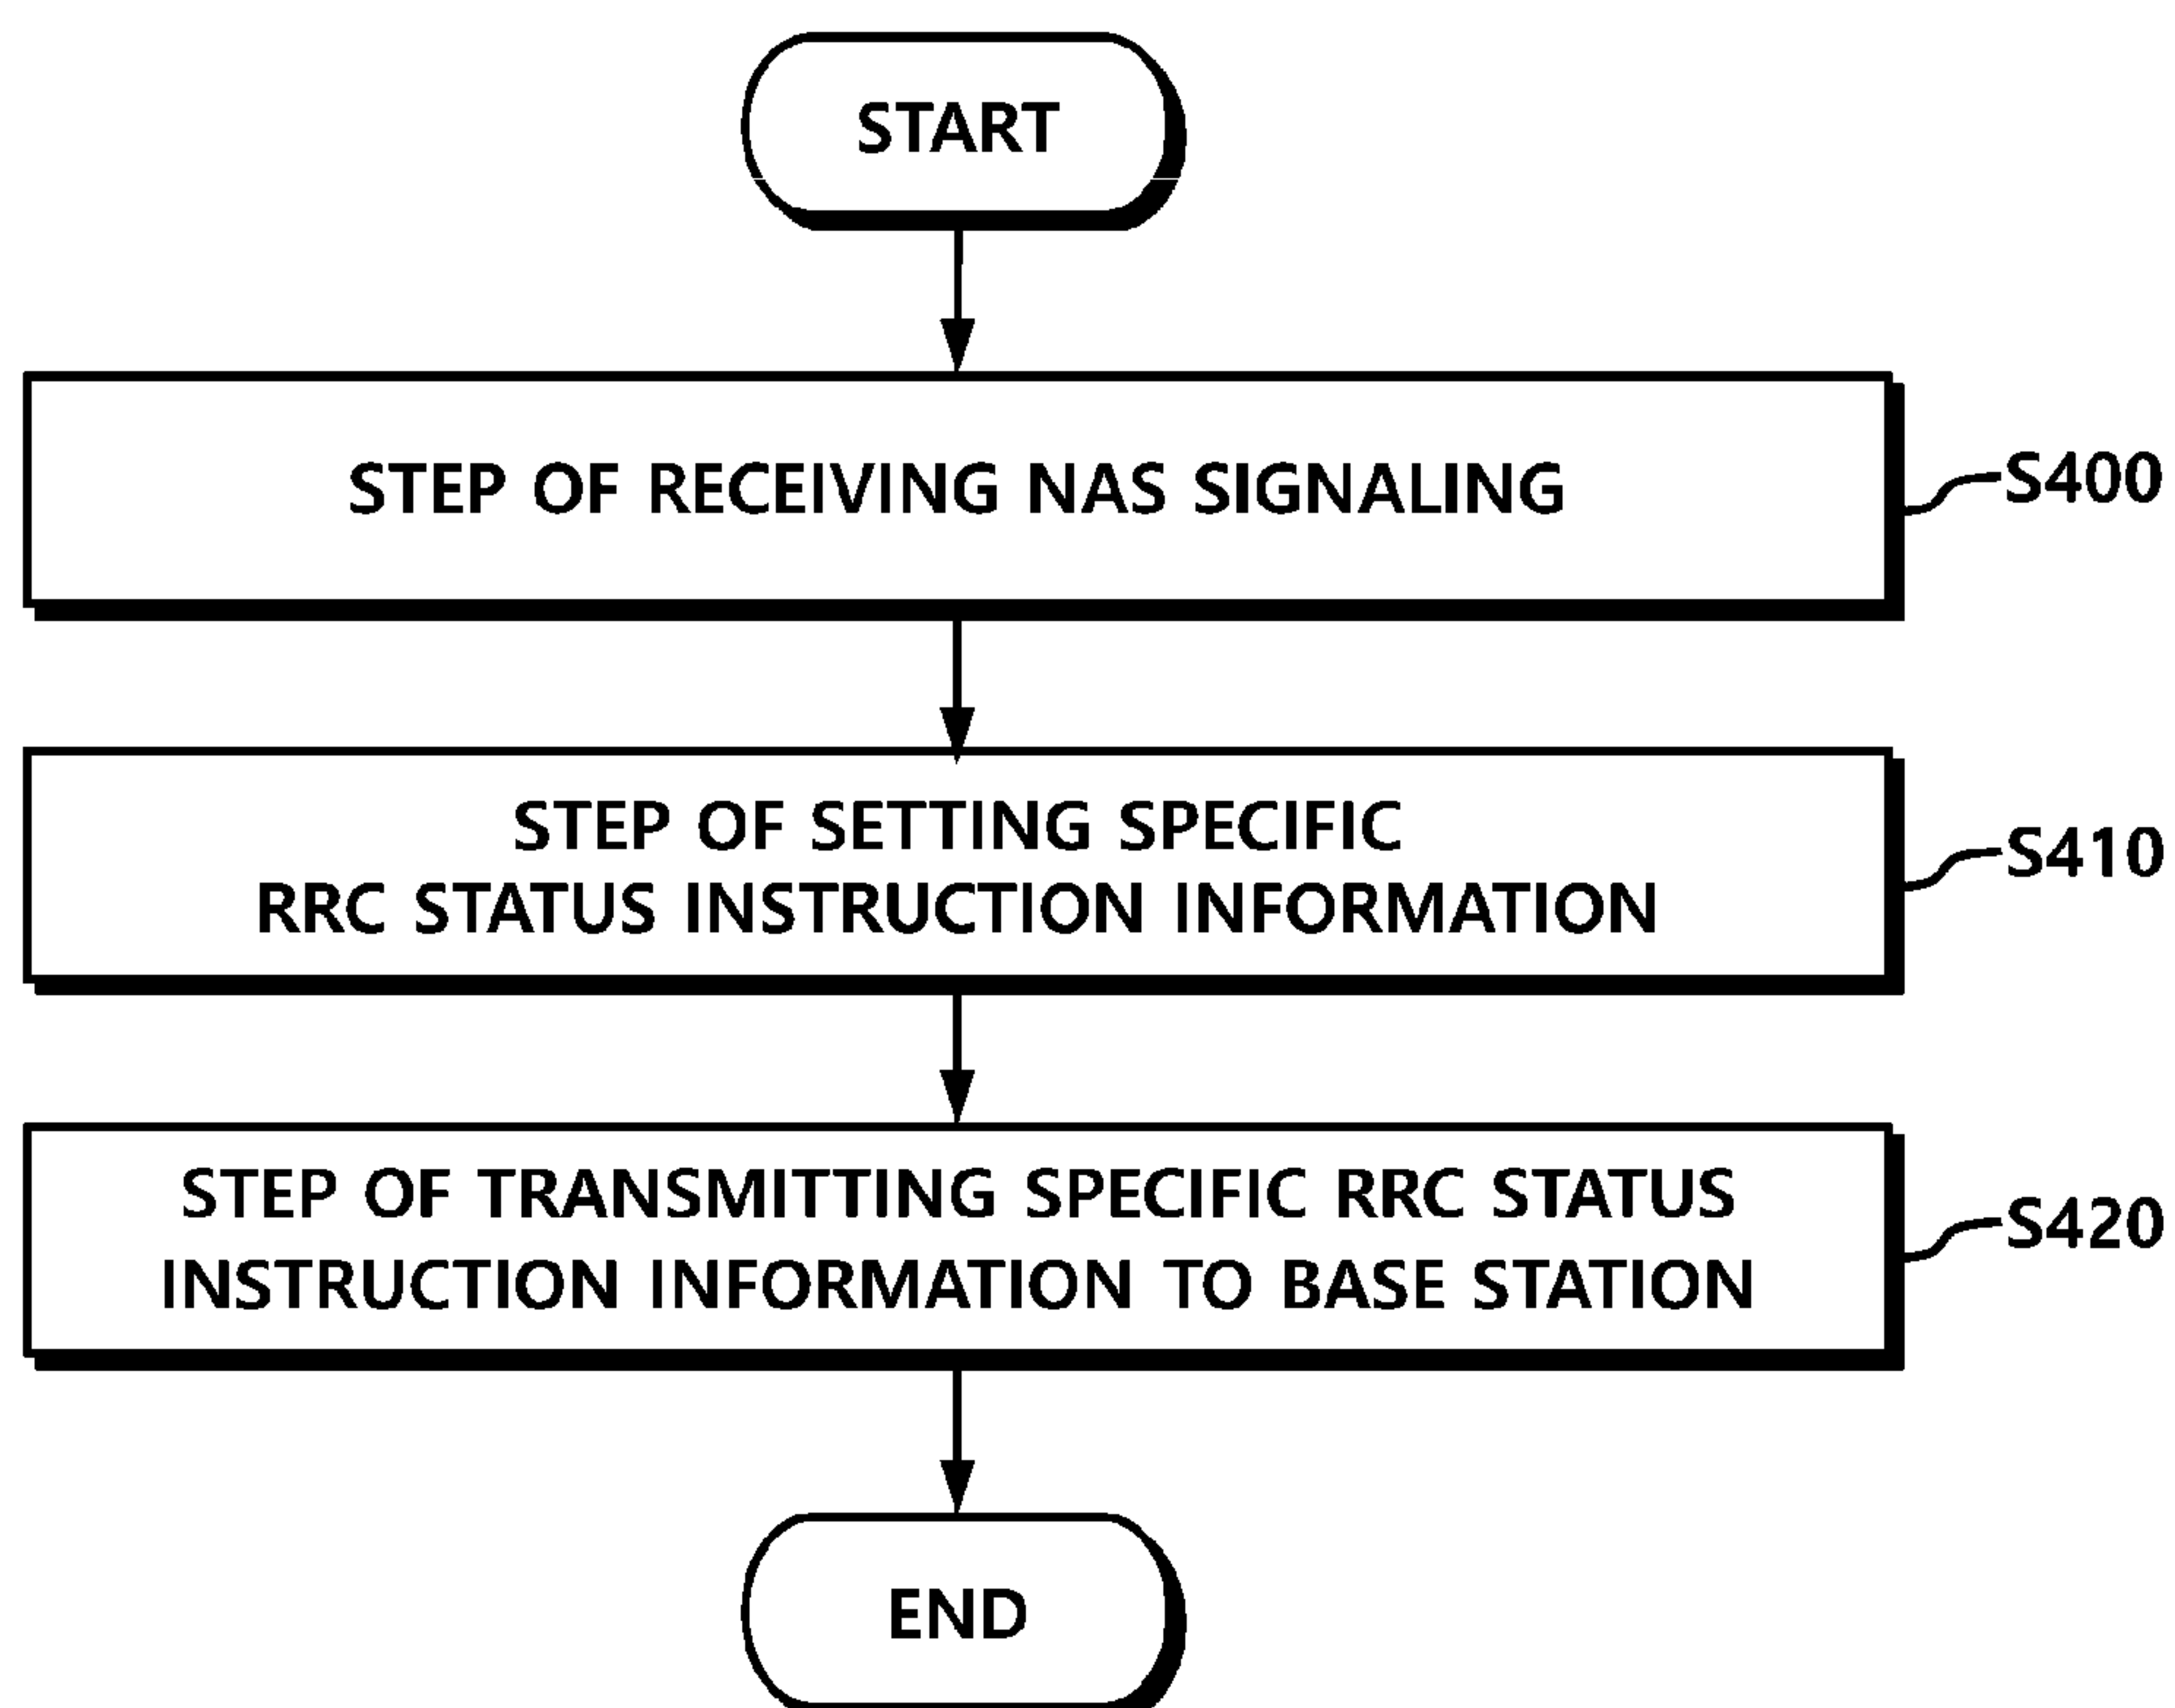 START
STEP OF RECEIVING NAS SIGNALING
S400
STEP OF SETTING SPECIFIC
RRC STATUS INSTRUCTION INFORMATION
S410
STEP OF TRANSMITTING SPECIFIC RRC STATUS
INSTRUCTION INFORMATION TO BASE STATION
S420
END